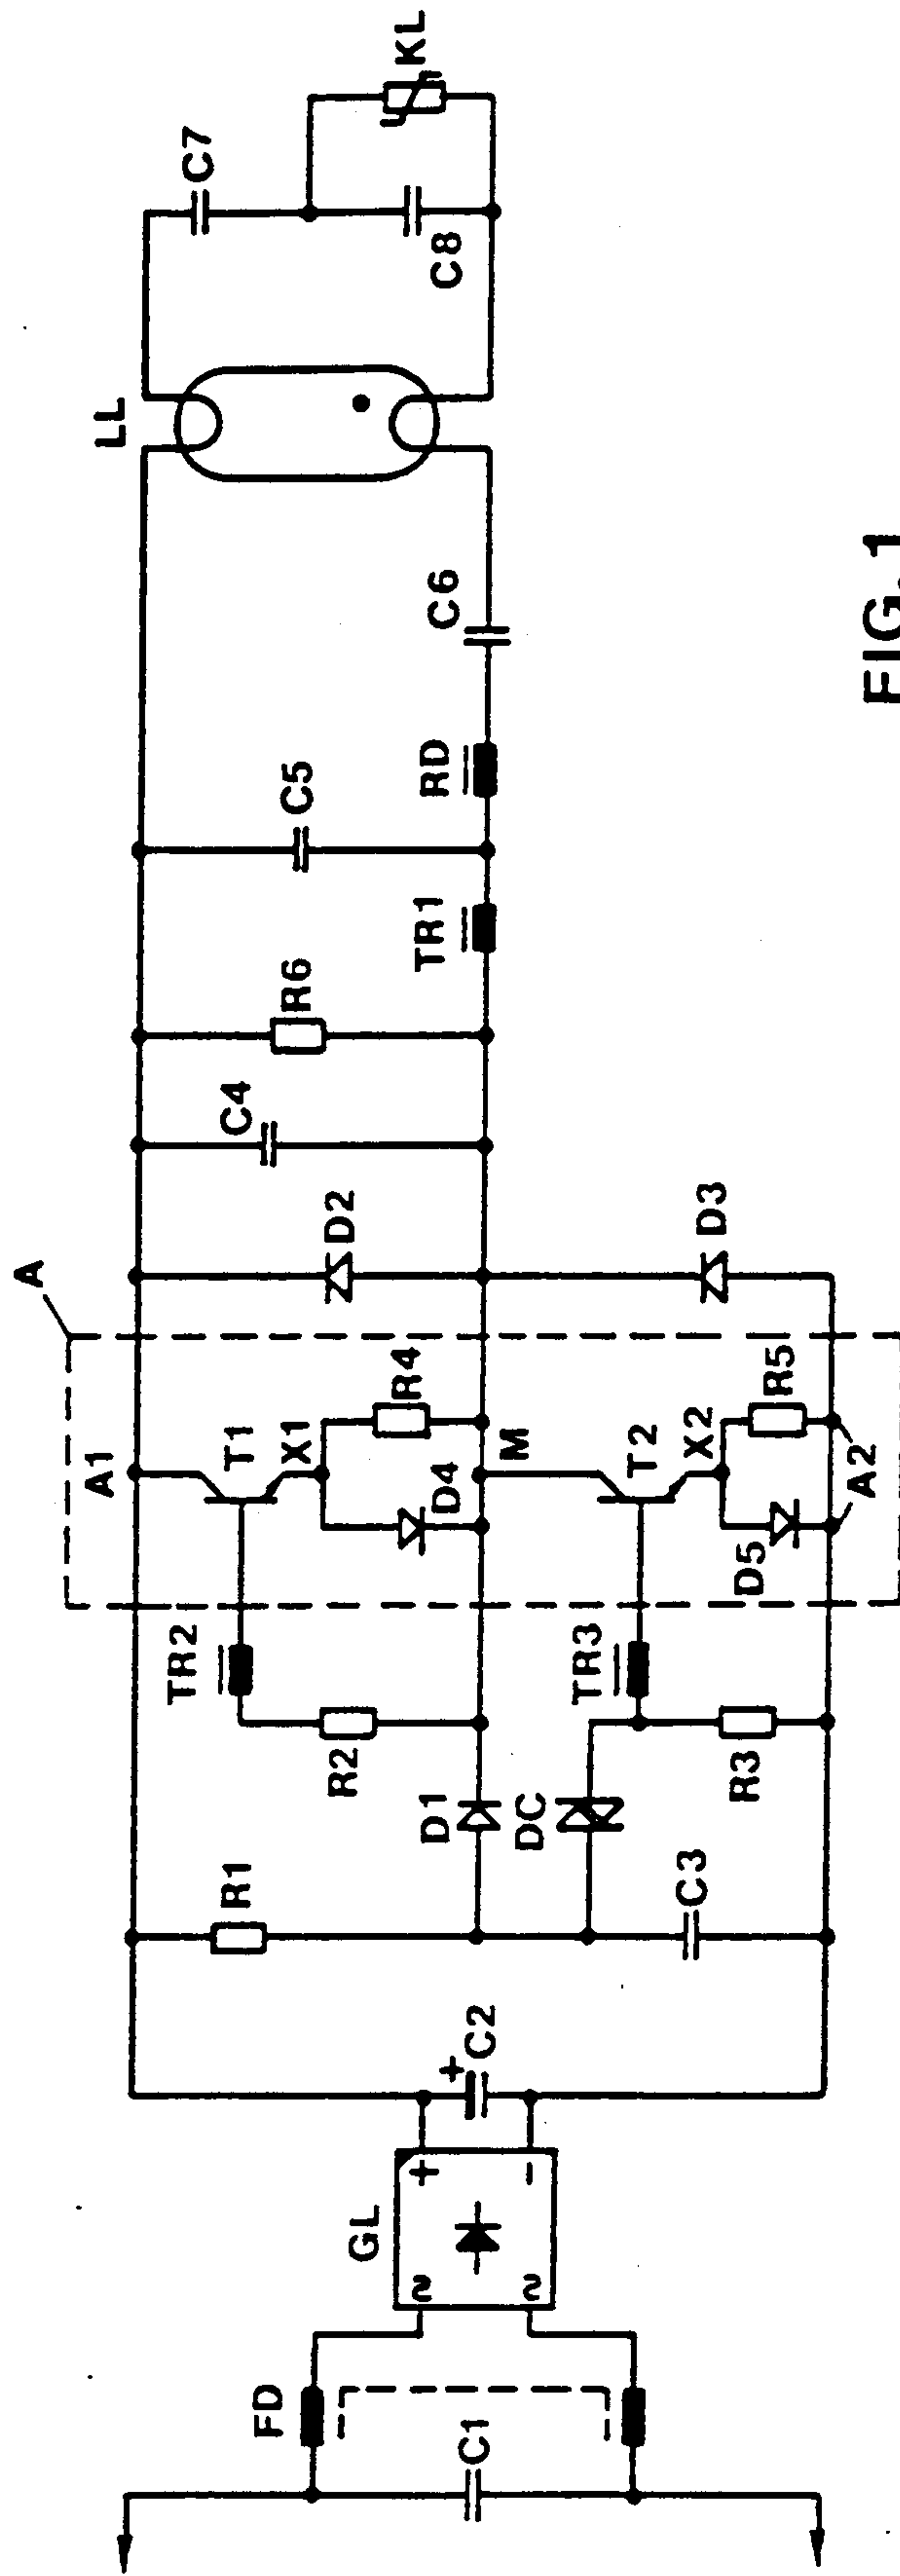 A
LL
A1
C7
TR2
T1
C4
R6
C5
KL
FD
GL
R1
R2
X1
D2
C8
+
D4
R4
TR1
RD
C6
D1
C1
+
C2
M
DC
−
TR3
T2
C3
R3
X2
D5
R5
D3
A2
FIG. 1
~
~